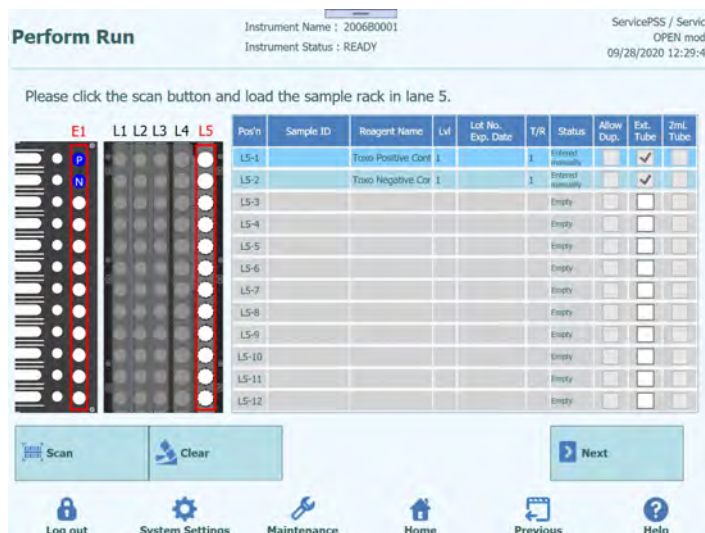 Perform Run
Instrument Name : 2006B0001
Instrument Status : READY
ServicePSS / Servic
OPEN mod
09/28/2020 12:29:4
Please click the scan button and load the sample rack in lane 5.
E1 L1 L2 L3 L4 L5
P
N
Pos'n Sample ID Reagent Name Lvl Lot No. Exp. Date T/R Status Allow Dup. Ext. Tube 2mL Tube
L5-1 Toxo Positive Cont 1 1 Entered manually
L5-2 Toxo Negative Cor 1 1 Entered manually
L5-3 Empty
L5-4 Empty
L5-5 Empty
L5-6 Empty
L5-7 Empty
L5-8 Empty
L5-9 Empty
L5-10 Empty
L5-11 Empty
L5-12 Empty
Scan
Clear
Next
Log out
System Settings
Maintenance
Home
Previous
Help